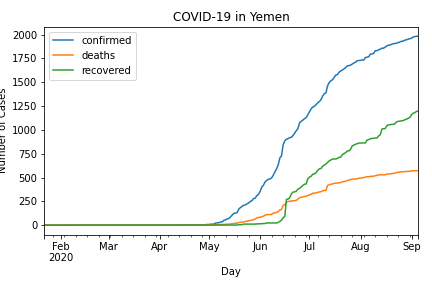 COVID-19 in Yemen
2000
1750
1500
1250
1000
750
500
250
0
Number of Cases
confirmed
deaths
recovered
Feb
2020
Mar
Apr
May
Jun
Jul
Aug
Sep
Day